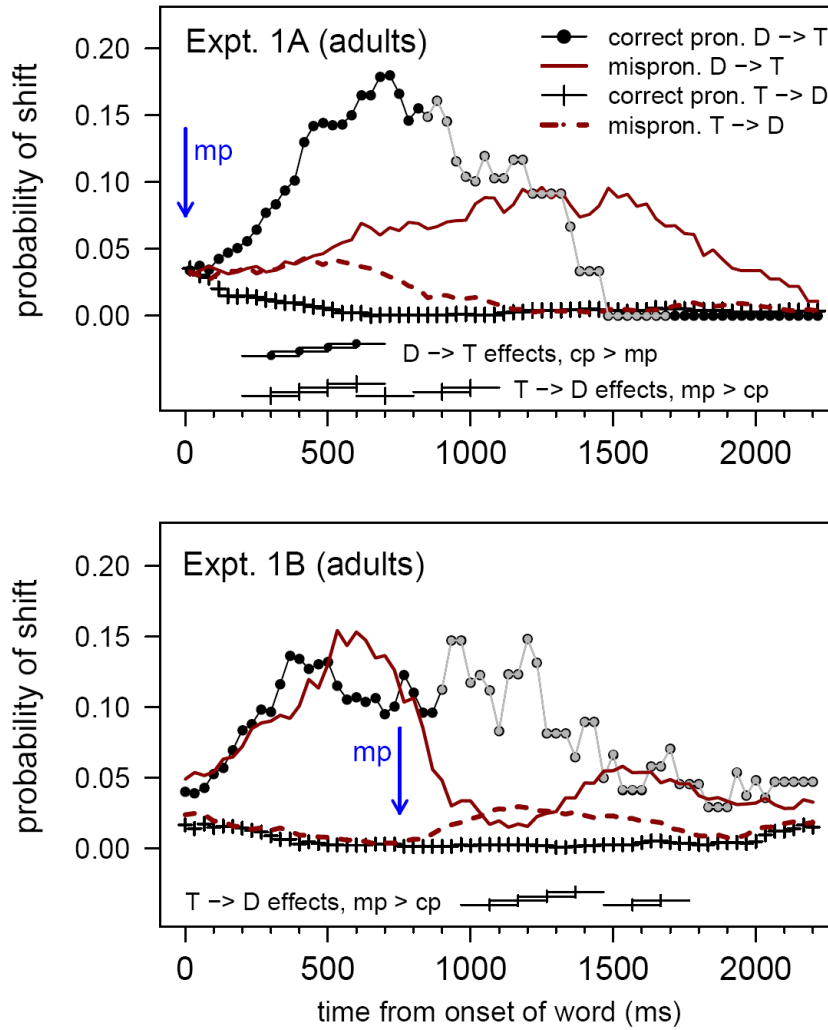 Expt. 1A (adults)
correct pron. D −> T
mispron. D −> T
correct pron. T −> D
mispron. T −> D
mp
probability of shift
0.20
0.15
0.10
0.05
0.00
D −> T effects, cp > mp
T −> D effects, mp > cp
0 500 1000 1500 2000
Expt. 1B (adults)
probability of shift
0.20
0.15
0.10
0.05
0.00
mp
T −> D effects, mp > cp
0 500 1000 1500 2000
time from onset of word (ms)